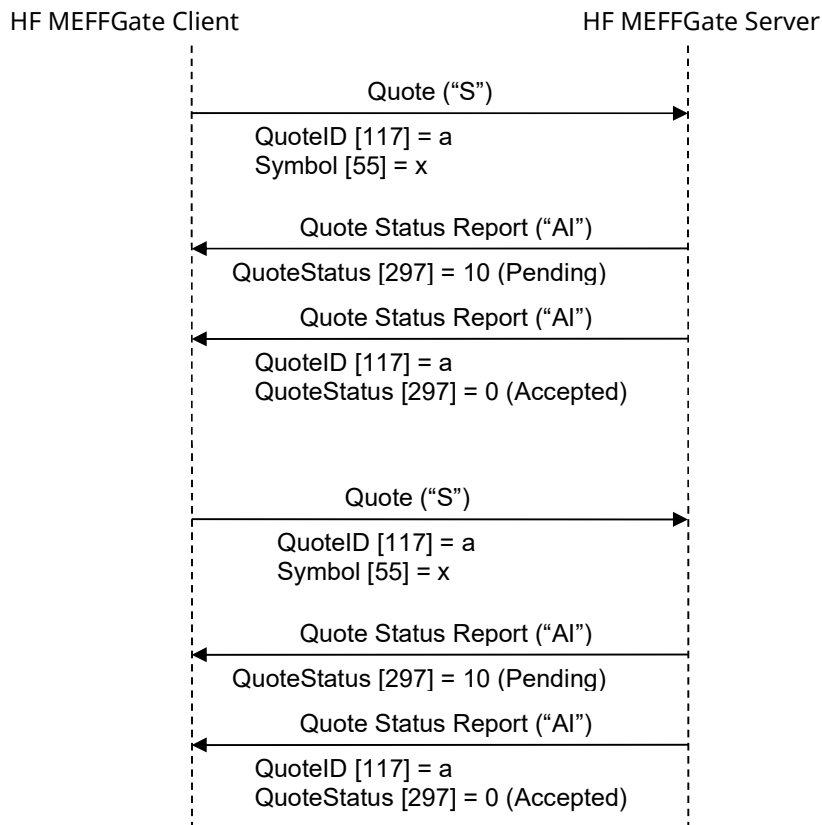 HF MEFFGate Client
HF MEFFGate Server
Quote (“S”)
QuoteID [117] = a
Symbol [55] = x
Quote Status Report (“AI”)
QuoteStatus [297] = 10 (Pending)
Quote Status Report (“AI”)
QuoteID [117] = a
QuoteStatus [297] = 0 (Accepted)
Quote (“S”)
QuoteID [117] = a
Symbol [55] = x
Quote Status Report (“AI”)
QuoteStatus [297] = 10 (Pending)
Quote Status Report (“AI”)
QuoteID [117] = a
QuoteStatus [297] = 0 (Accepted)